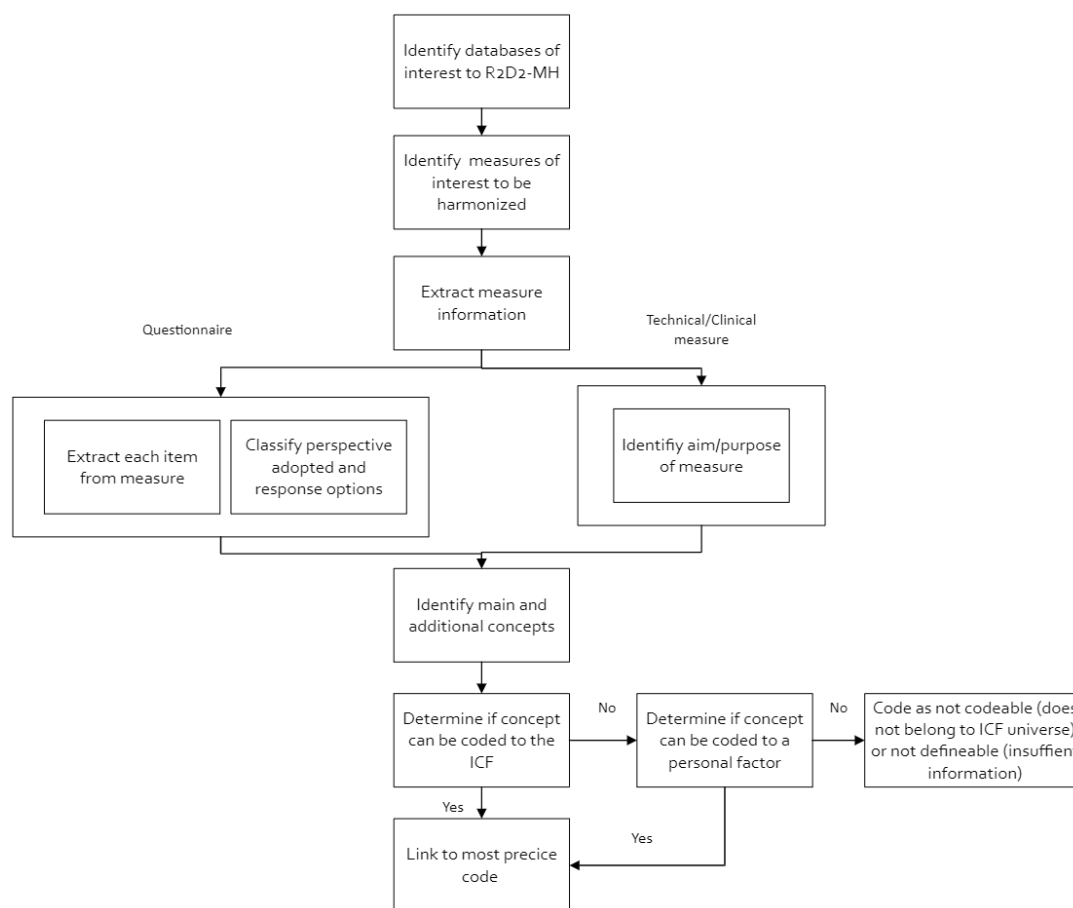 Identify databases of
interest to R2D2-MH
Identify measures of
interest to be
harmonized
Extract measure
information
Questionnaire
Technical/Clinical
measure
Extract each item
from measure
Classify perspective
adopted and
response options
Identifiy aim/purpose
of measure
Identify main and
additional concepts
Determine if concept
can be coded to the
ICF
No
Determine if concept
can be coded to a
personal factor
No
Code as not codeable (does
not belong to ICF universe)
or not defineable (insufficient
information)
Yes
Yes
Link to most precice
code